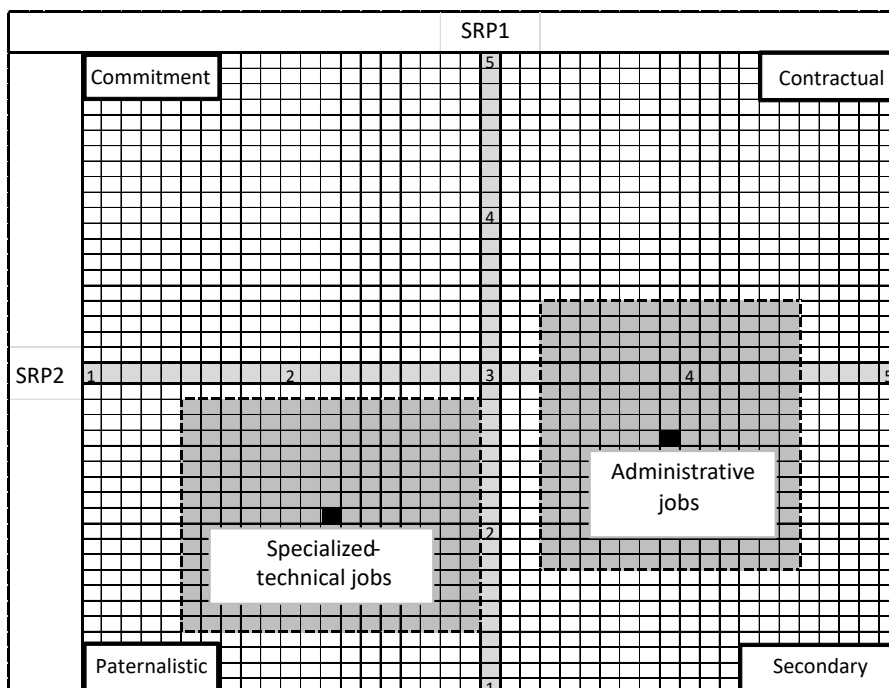 SRP1
Commitment
5
Contractual
4
SRP2
1
2
3
4
5
Administrative
jobs
2
Specialized-
technical jobs
Paternalistic
1
Secondary